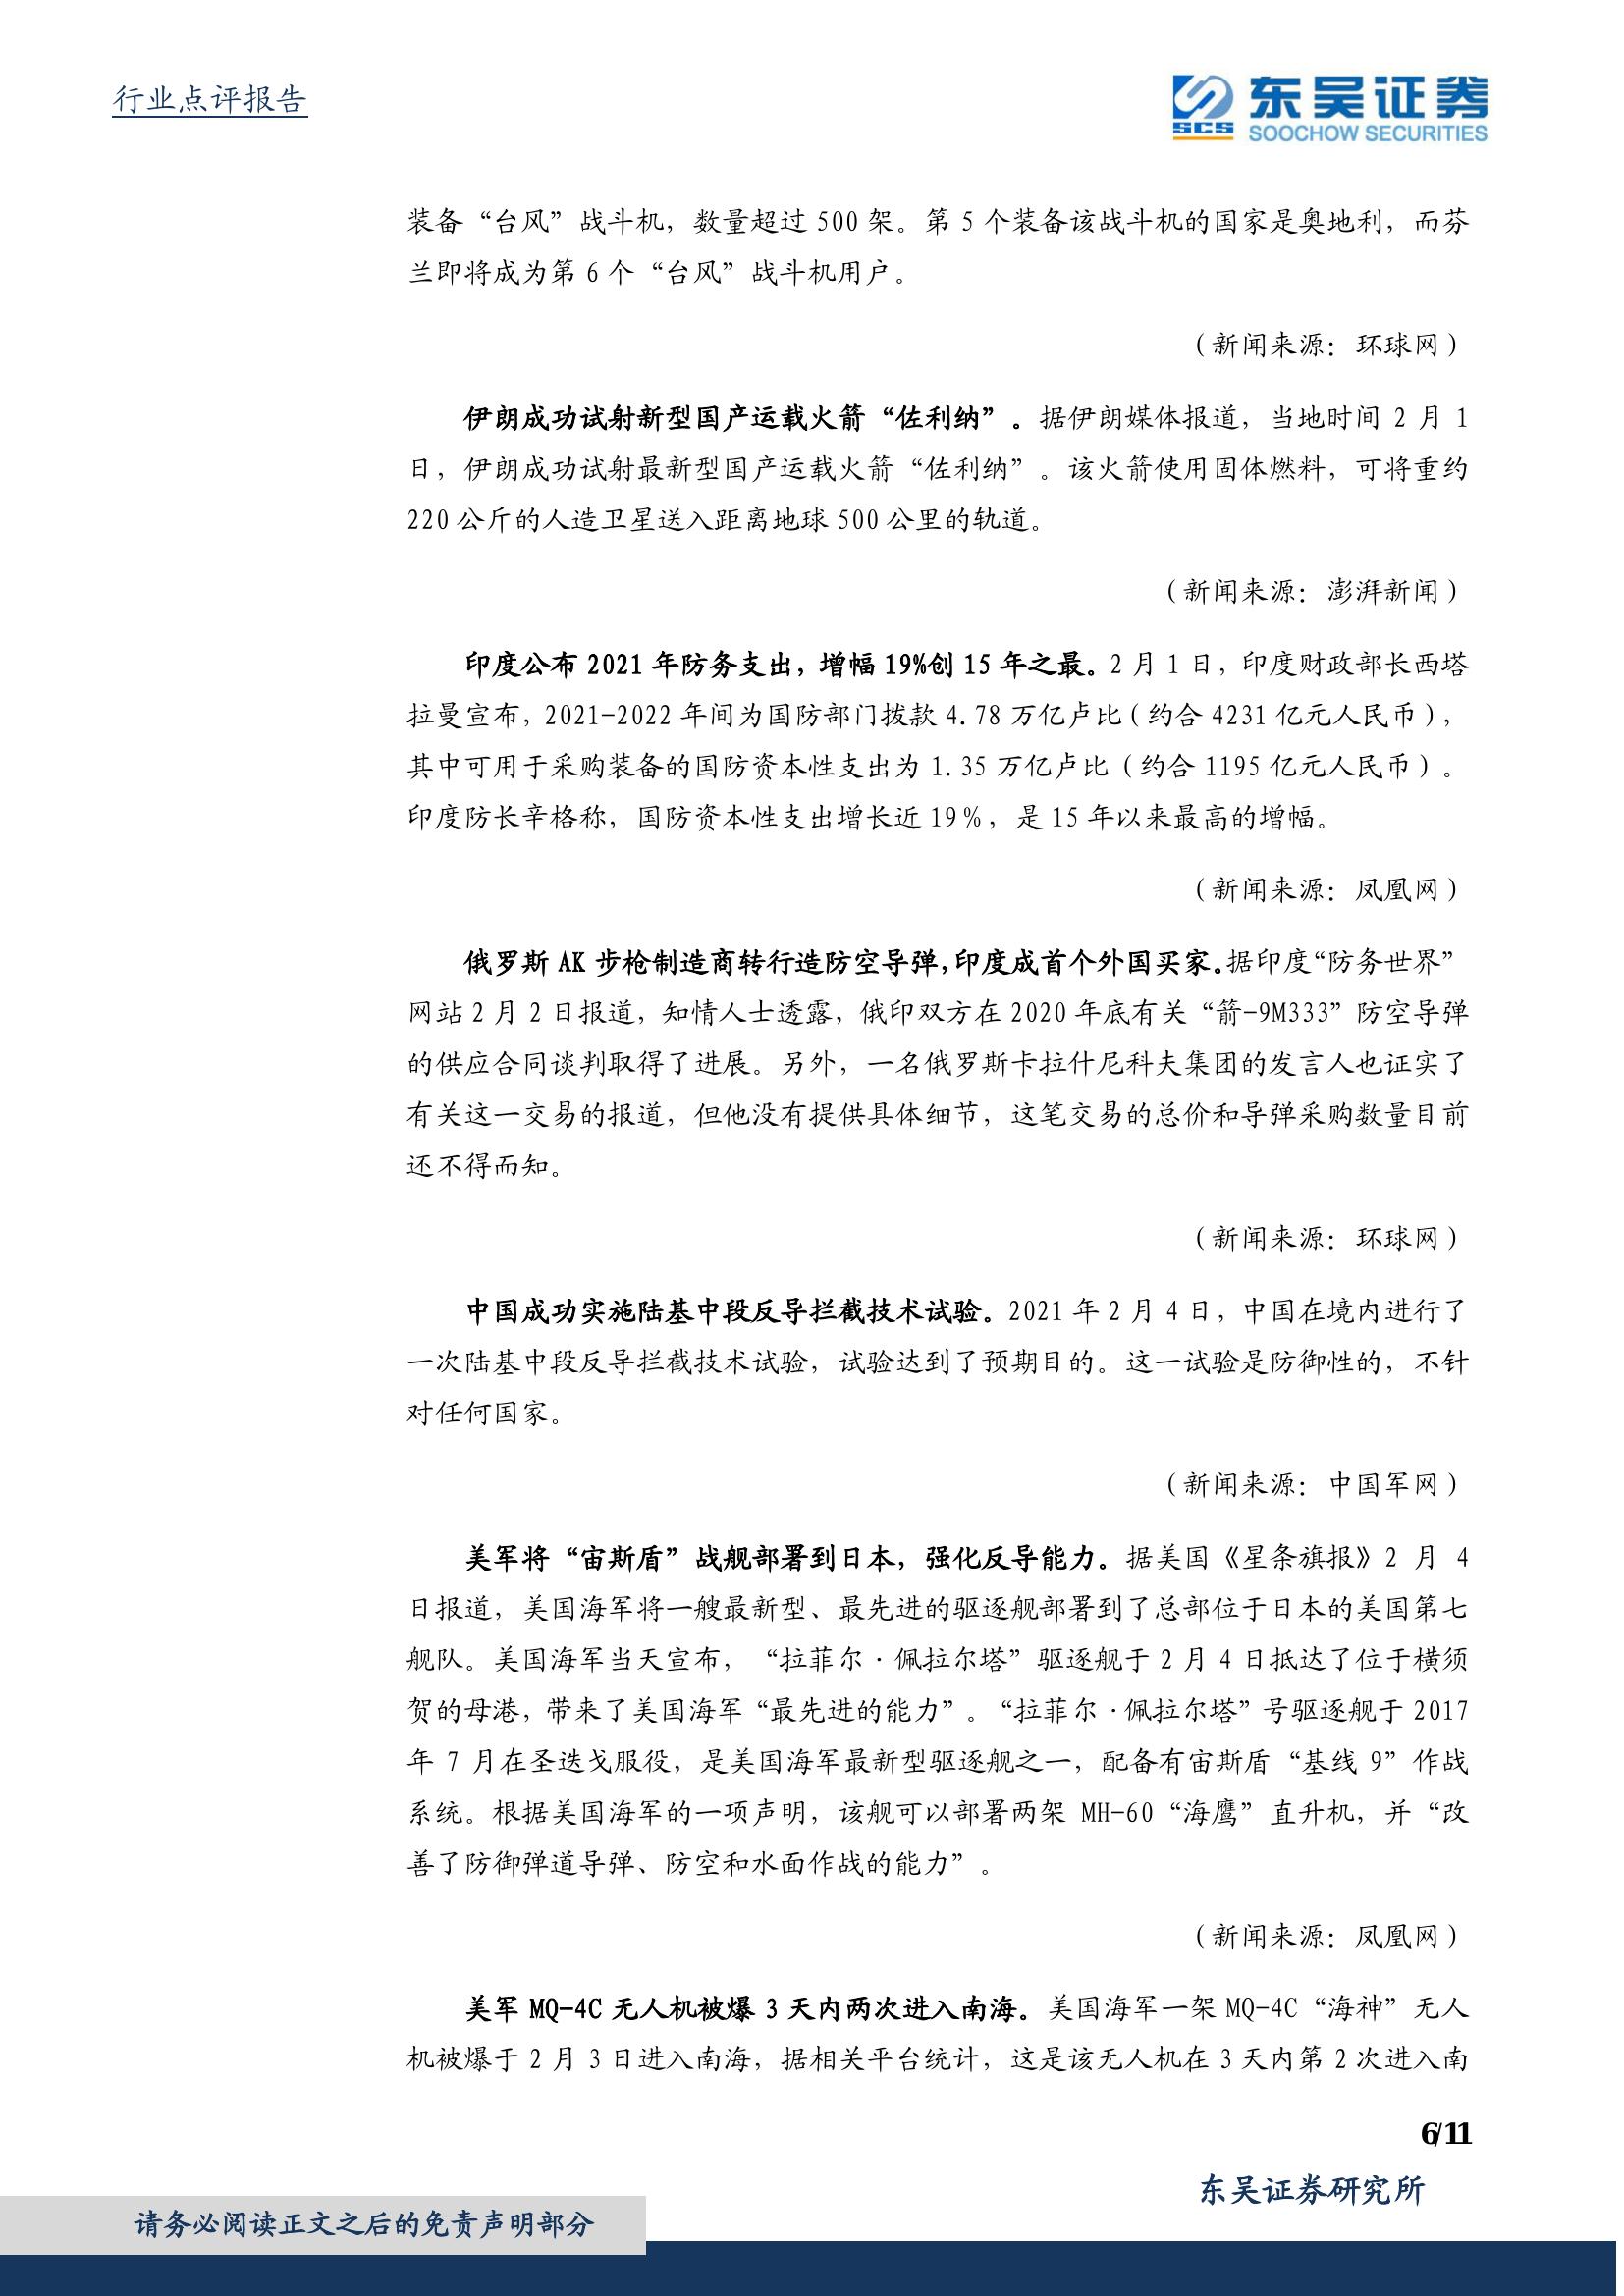 行业点评报告
SCS
东吴证券
SOOCHOW SECURITIES
装备“台风”战斗机，数量超过 500 架。第 5 个装备该战斗机的国家是奥地利，而芬
兰即将成为第 6 个“台风”战斗机用户。
（新闻来源：环球网）
伊朗成功试射新型国产运载火箭“佐利纳”。据伊朗媒体报道，当地时间 2 月 1
日，伊朗成功试射最新型国产运载火箭“佐利纳”。该火箭使用固体燃料，可将重约
220 公斤的人造卫星送入距离地球 500 公里的轨道。
（新闻来源：澎湃新闻）
印度公布 2021 年防务支出，增幅 19%创 15 年之最。2 月 1 日，印度财政部长西塔
拉曼宣布，2021-2022 年间为国防部门拨款 4.78 万亿卢比（约合 4231 亿元人民币），
其中可用于采购装备的国防资本性支出为 1.35 万亿卢比（约合 1195 亿元人民币）。
印度防长辛格称，国防资本性支出增长近 19％，是 15 年以来最高的增幅。
（新闻来源：凤凰网）
俄罗斯 AK 步枪制造商转行造防空导弹，印度成首个外国买家。据印度“防务世界”
网站 2 月 2 日报道，知情人士透露，俄印双方在 2020 年底有关“箭-9M333”防空导弹
的供应合同谈判取得了进展。另外，一名俄罗斯卡拉什尼科夫集团的发言人也证实了
有关这一交易的报道，但他没有提供具体细节，这笔交易的总价和导弹采购数量目前
还不得而知。
（新闻来源：环球网）
中国成功实施陆基中段反导拦截技术试验。2021 年 2 月 4 日，中国在境内进行了
一次陆基中段反导拦截技术试验，试验达到了预期目的。这一试验是防御性的，不针
对任何国家。
（新闻来源：中国军网）
美军将“宙斯盾”战舰部署到日本，强化反导能力。据美国《星条旗报》2 月 4
日报道，美国海军将一艘最新型、最先进的驱逐舰部署到了总部位于日本的美国第七
舰队。美国海军当天宣布，“拉菲尔·佩拉尔塔”驱逐舰于 2 月 4 日抵达了位于横须
贺的母港，带来了美国海军“最先进的能力”。“拉菲尔·佩拉尔塔”号驱逐舰于 2017
年 7 月在圣迭戈服役，是美国海军最新型驱逐舰之一，配备有宙斯盾“基线 9”作战
系统。根据美国海军的一项声明，该舰可以部署两架 MH-60“海鹰”直升机，并“改
善了防御弹道导弹、防空和水面作战的能力”。
（新闻来源：凤凰网）
美军 MQ-4C 无人机被爆 3 天内两次进入南海。美国海军一架 MQ-4C“海神”无人
机被爆于 2 月 3 日进入南海，据相关平台统计，这是该无人机在 3 天内第 2 次进入南
6/11
东吴证券研究所
请务必阅读正文之后的免责声明部分